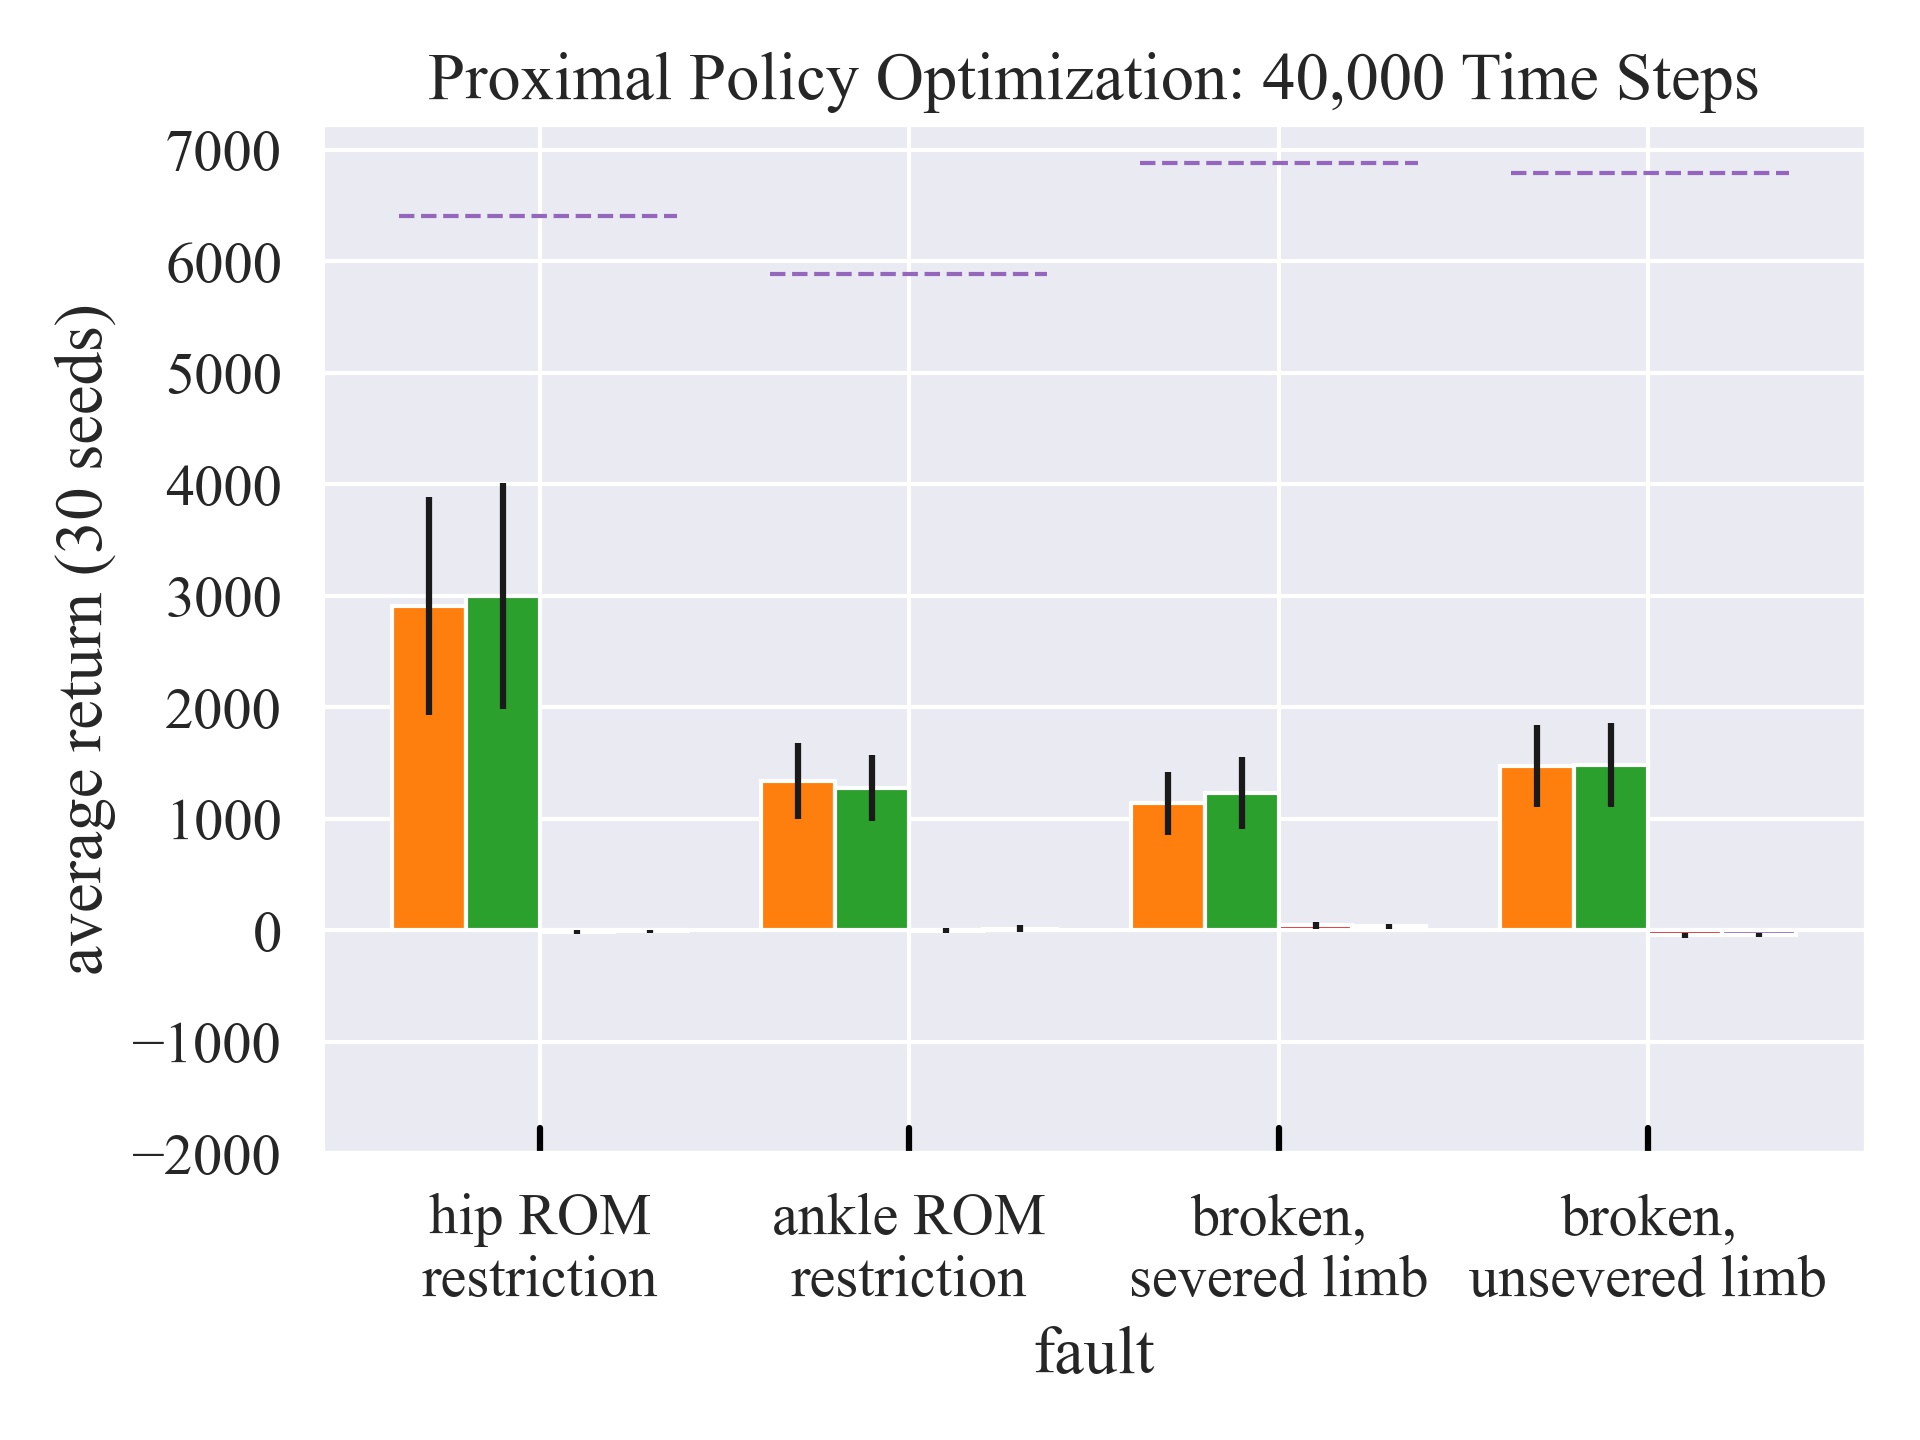 Proximal Policy Optimization: 40,000 Time Steps
7000
6000
5000
4000
3000
2000
1000
0
−1000
−2000
average return (30 seeds)
hip ROM
restriction
ankle ROM
restriction
broken,
severed limb
broken,
unsevered limb
fault